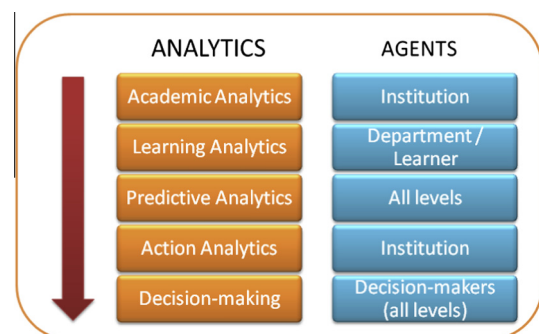 ANALYTICS AGENTS
Academic Analytics Institution
Learning Analytics Department /
Learner
Predictive Analytics All levels
Action Analytics Institution
Decision-making Decision-makers
(all levels)